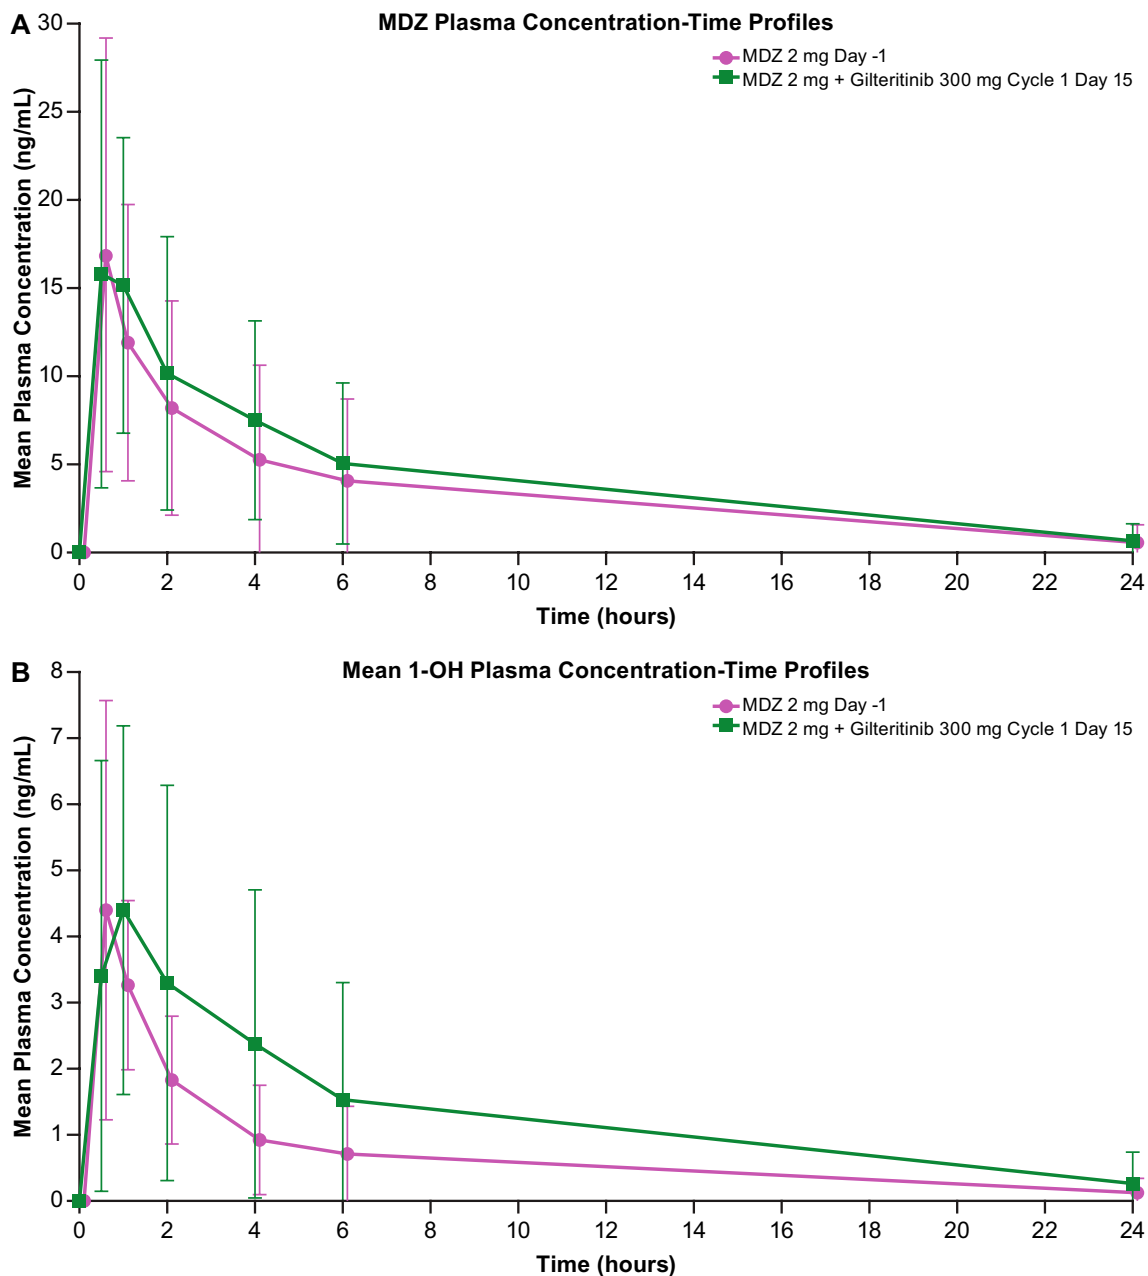 A
MDZ Plasma Concentration-Time Profiles
MDZ 2 mg Day -1
MDZ 2 mg + Gilteritinib 300 mg Cycle 1 Day 15
Mean Plasma Concentration (ng/mL)
30
25
20
15
10
5
0
0 2 4 6 8 10 12 14 16 18 20 22 24
Time (hours)
B
Mean 1-OH Plasma Concentration-Time Profiles
MDZ 2 mg Day -1
MDZ 2 mg + Gilteritinib 300 mg Cycle 1 Day 15
Mean Plasma Concentration (ng/mL)
8
7
6
5
4
3
2
1
0
0 2 4 6 8 10 12 14 16 18 20 22 24
Time (hours)